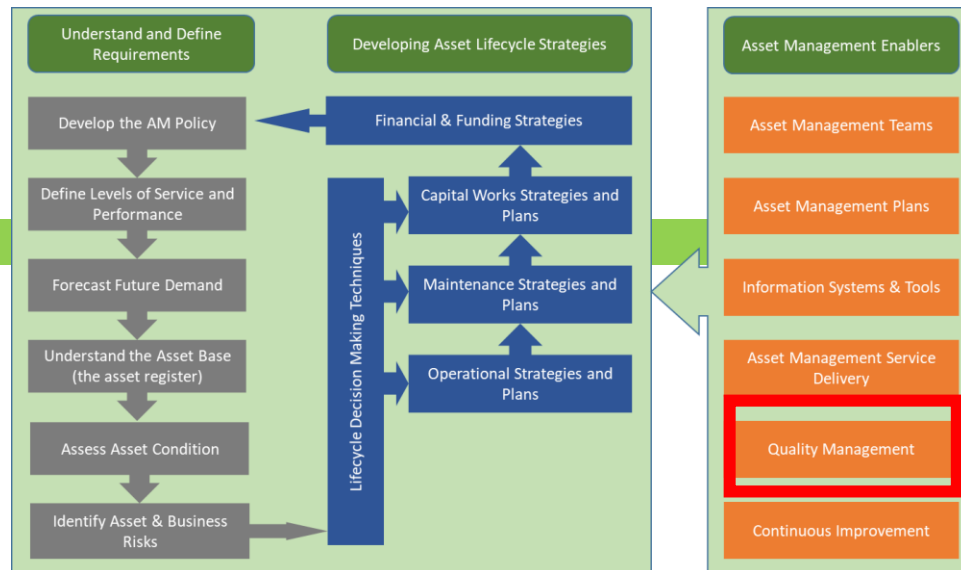 Understand and Define
Requirements
Develop the AM Policy
Define Levels of Service and
Performance
Forecast Future Demand
Understand the Asset Base
(the asset register)
Assess Asset Condition
Identify Asset & Business
Risks
Developing Asset Lifecycle Strategies
Financial & Funding Strategies
Lifecycle Decision Making Techniques
Capital Works Strategies and
Plans
Maintenance Strategies and
Plans
Operational Strategies and
Plans
Asset Management Enablers
Asset Management Teams
Asset Management Plans
Information Systems & Tools
Asset Management Service
Delivery
Quality Management
Continuous Improvement